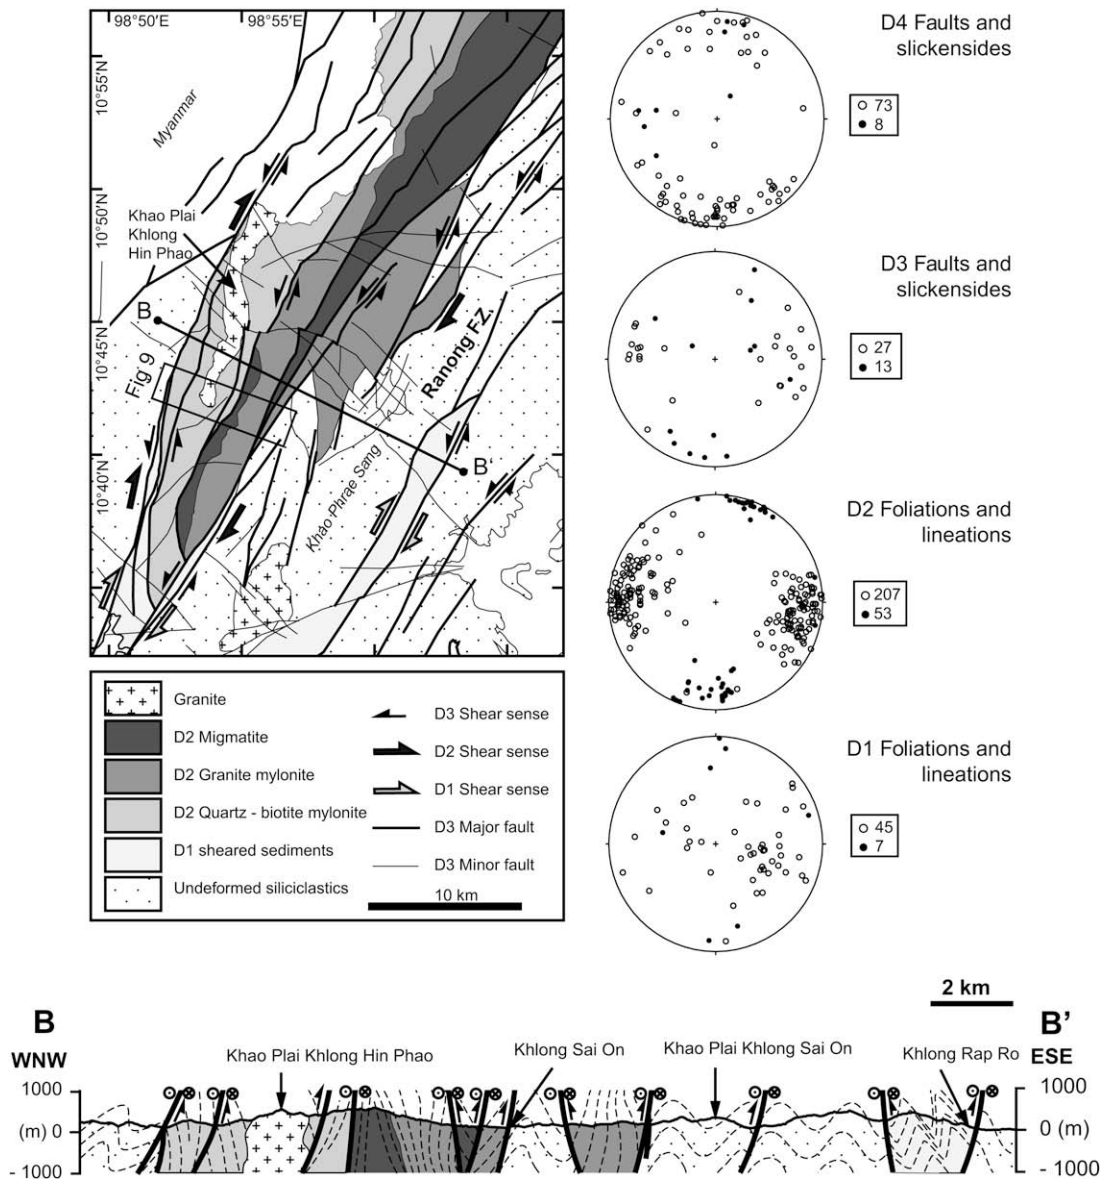 98°50′E
98°55′E
10°55′N
10°50′N
10°45′N
10°40′N
Myanmar
Khao Plai
Khlong
Hin Phao
B
Fig 9
Ranong FZ.
Khao Phrae Sang
B'
Granite
D2 Migmatite
D2 Granite mylonite
D2 Quartz - biotite mylonite
D1 sheared sediments
Undeformed siliciclastics
D3 Shear sense
D2 Shear sense
D1 Shear sense
D3 Major fault
D3 Minor fault
10 km
D4 Faults and
slickensides
73
8
D3 Faults and
slickensides
27
13
D2 Foliations and
lineations
207
53
D1 Foliations and
lineations
45
7
2 km
B
WNW
B’
ESE
Khao Plai Khlong Hin Phao
Khlong Sai On
Khao Plai Khlong Sai On
Khlong Rap Ro
1000
(m) 0
- 1000
1000
0 (m)
- 1000